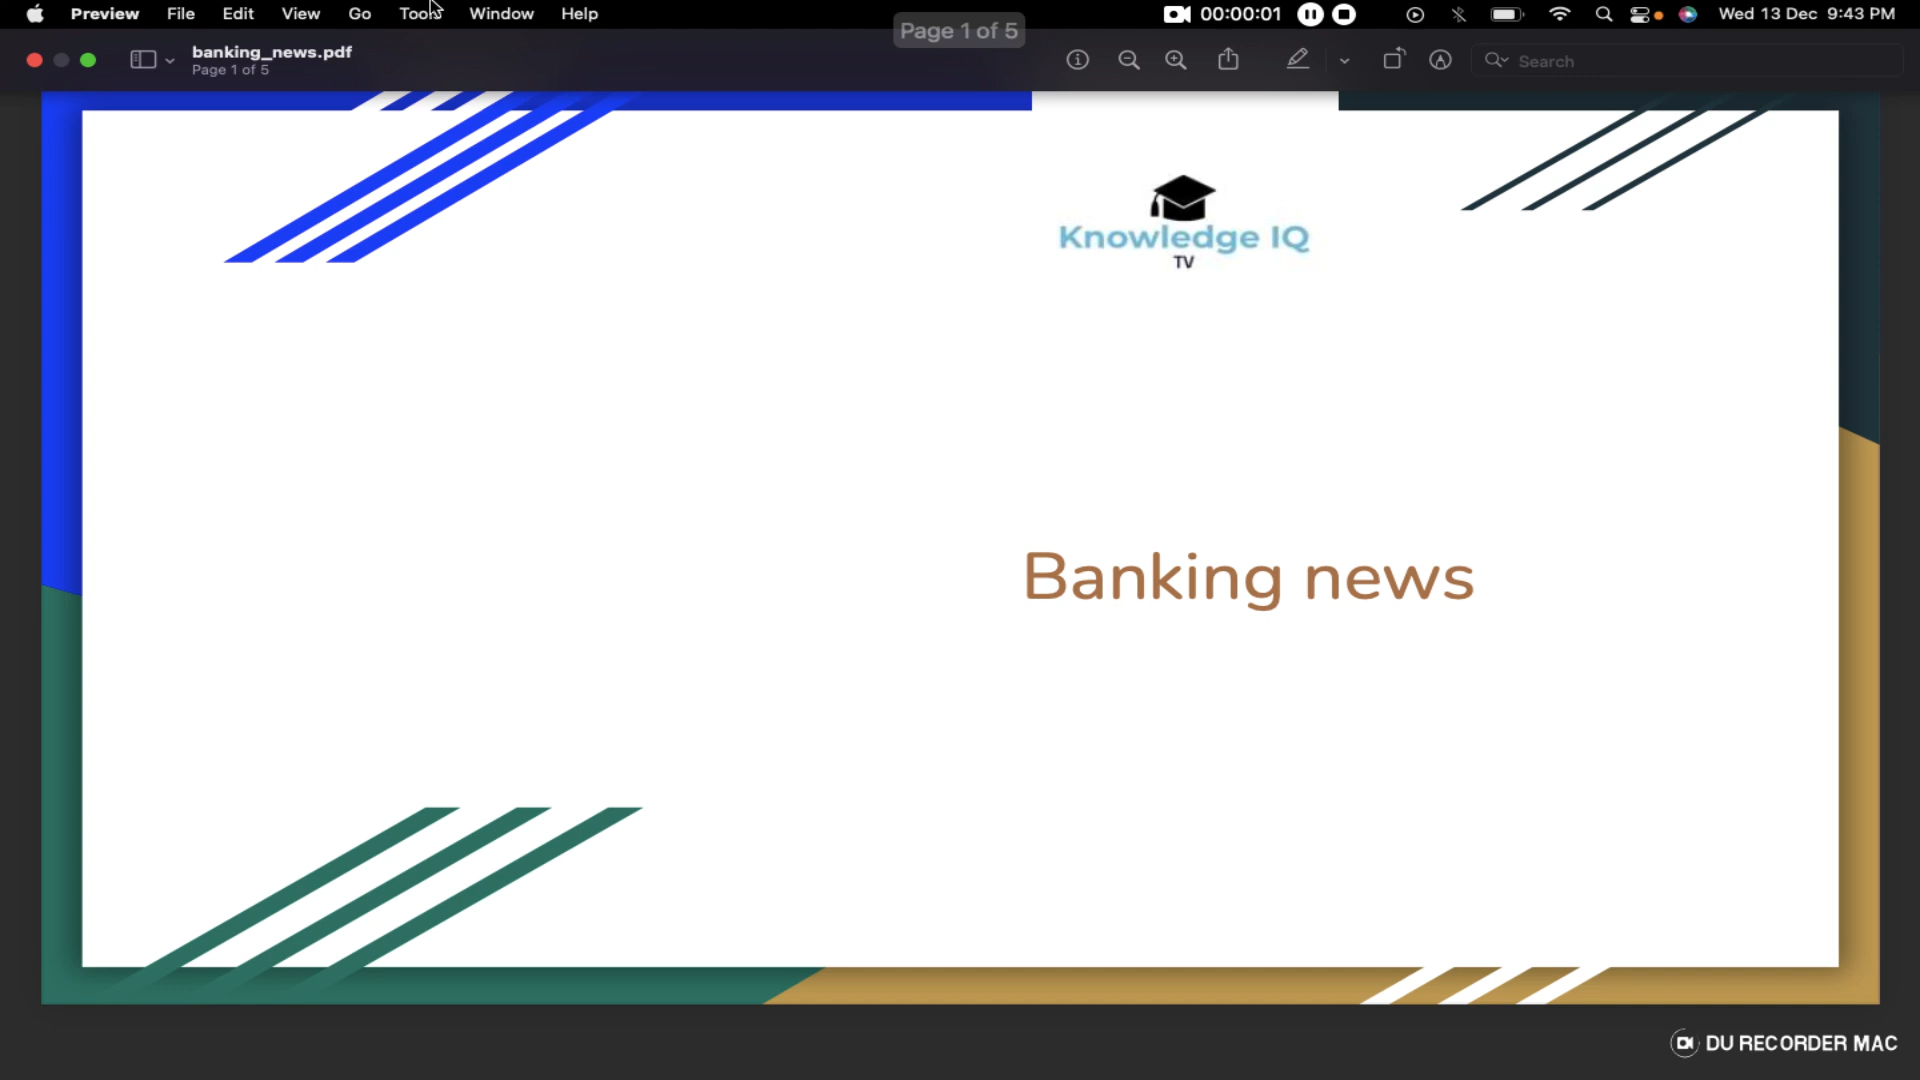 Preview File Edit View Go Tools Window Help 00:00:01 Wed 13 Dec 9:43 PM
Page 1 of 5
banking_news.pdf
Page 1 of 5
Search
Knowledge IQ
TV
Banking news
DU RECORDER MAC